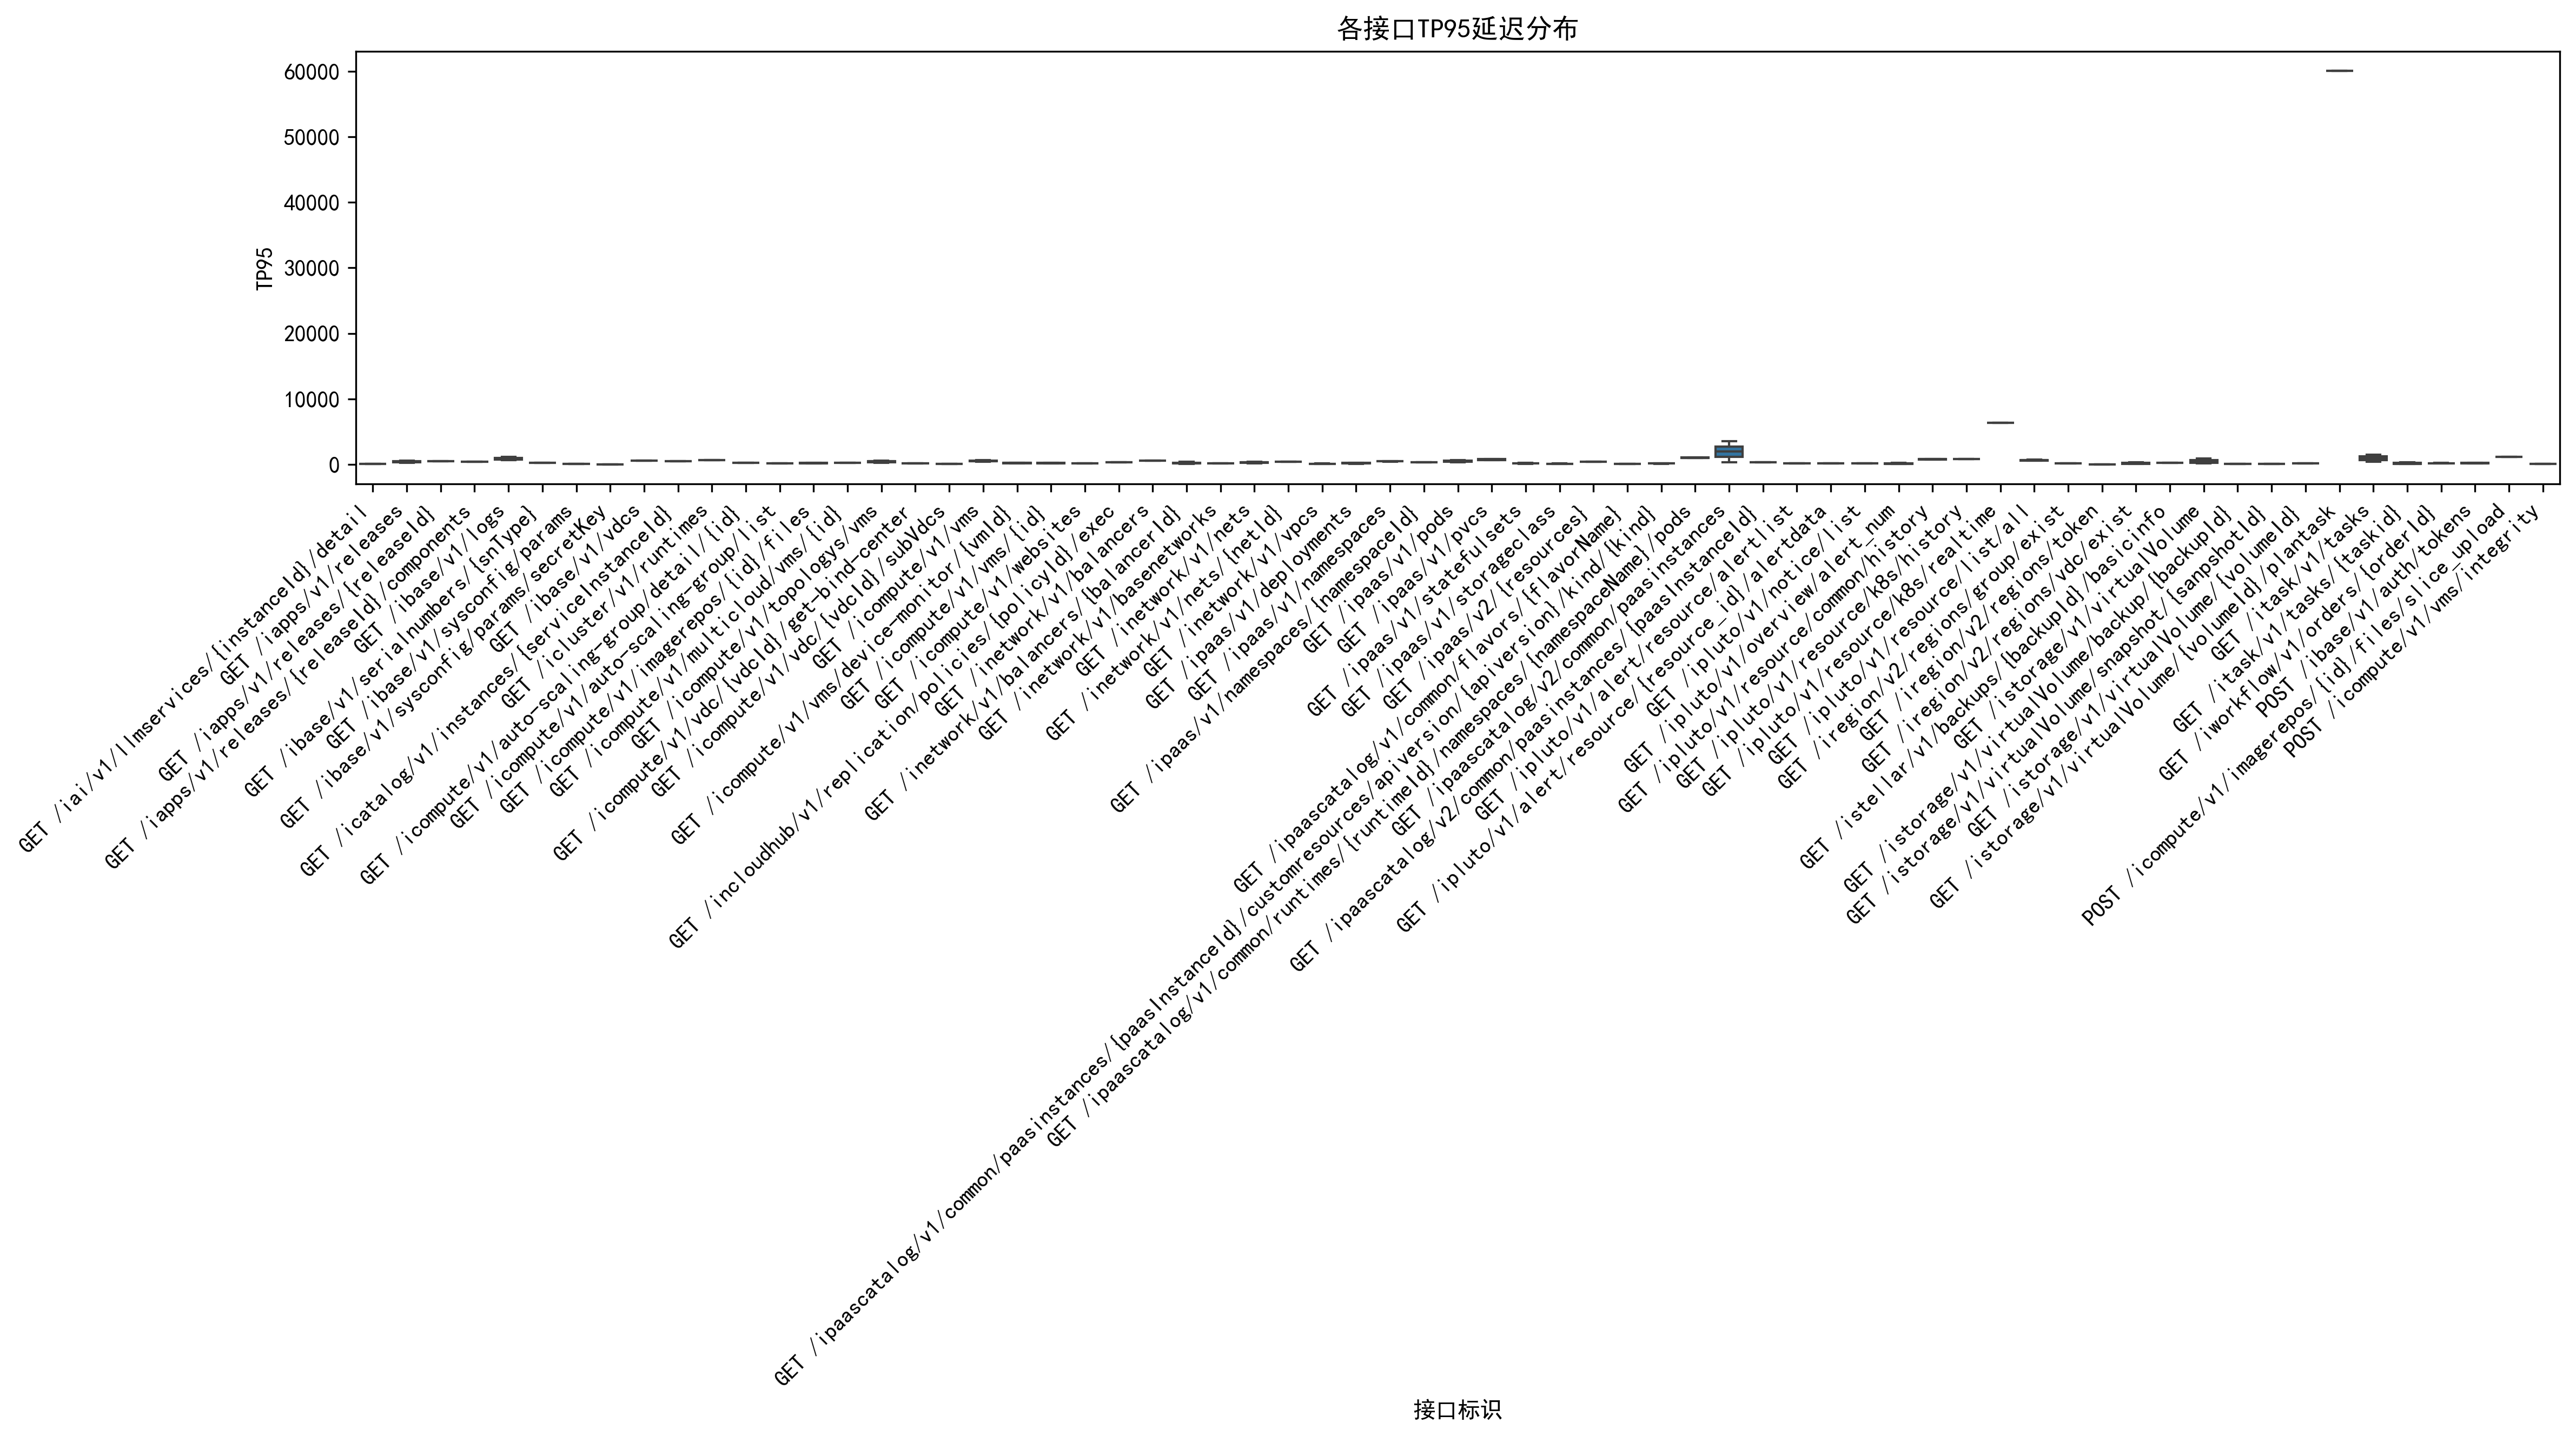 各接口TP95延迟分布
TP95
60000
50000
40000
30000
20000
10000
0
GET /iai/v1/llmservices/{instanceId}/detail
GET /iapps/v1/releases
GET /iapps/v1/releases/{releaseId}
GET /iapps/v1/releases/{releaseId}/components
GET /ibase/v1/logs
GET /ibase/v1/serialnumbers/{snType}
GET /ibase/v1/sysconfig/params
GET /ibase/v1/sysconfig/params/secretKey
GET /ibase/v1/vdcs
GET /icatalog/v1/instances/{serviceInstanceId}
GET /icluster/v1/runtimes
GET /icompute/v1/auto-scaling-group/detail/{id}
GET /icompute/v1/auto-scaling-group/list
GET /icompute/v1/imagerepos/{id}/files
GET /icompute/v1/multicloud/vms/{id}
GET /icompute/v1/topologys/vms
GET /icompute/v1/vdc/{vdcId}/get-bind-center
GET /icompute/v1/vdc/{vdcId}/subVdcs
GET /icompute/v1/vms
GET /icompute/v1/vms/device-monitor/{vmId}
GET /icompute/v1/vms/{id}
GET /icompute/v1/websites
GET /incloudhub/v1/replication/policies/{policyId}/exec
GET /inetwork/v1/balancers
GET /inetwork/v1/balancers/{balancerId}
GET /inetwork/v1/basenetworks
GET /inetwork/v1/nets
GET /inetwork/v1/nets/{netId}
GET /inetwork/v1/vpcs
GET /ipaas/v1/deployments
GET /ipaas/v1/namespaces
GET /ipaas/v1/namespaces/{namespaceId}
GET /ipaas/v1/pods
GET /ipaas/v1/pvcs
GET /ipaas/v1/statefulsets
GET /ipaas/v1/storageclass
GET /ipaas/v2/{resources}
GET /ipaascatalog/v1/common/flavors/{flavorName}
GET /ipaascatalog/v1/common/paasinstances/{paasInstanceId}/customresources/apiversion/{apiversion}/kind/{kind}
GET /ipaascatalog/v1/common/runtimes/{runtimeId}/namespaces/{namespaceName}/pods
GET /ipaascatalog/v2/common/paasinstances
GET /ipaascatalog/v2/common/paasinstances/{paasInstanceId}
GET /ipluto/v1/alert/resource/alertlist
GET /ipluto/v1/alert/resource/{resource_id}/alertdata
GET /ipluto/v1/notice/list
GET /ipluto/v1/overview/alert_num
GET /ipluto/v1/resource/common/history
GET /ipluto/v1/resource/k8s/history
GET /ipluto/v1/resource/k8s/realtime
GET /ipluto/v1/resource/list/all
GET /iregion/v2/regions/group/exist
GET /iregion/v2/regions/token
GET /iregion/v2/regions/vdc/exist
GET /istellar/v1/backups/{backupId}/basicinfo
GET /istorage/v1/virtualVolume
GET /istorage/v1/virtualVolume/backup/{backupId}
GET /istorage/v1/virtualVolume/snapshot/{sanpshotId}
GET /istorage/v1/virtualVolume/{volumeId}
GET /istorage/v1/virtualVolume/{volumeId}/plantask
GET /itask/v1/tasks
GET /itask/v1/tasks/{taskid}
GET /iworkflow/v1/orders/{orderId}
POST /ibase/v1/auth/tokens
POST /icompute/v1/imagerepos/{id}/files/slice_upload
POST /icompute/v1/vms/integrity
接口标识